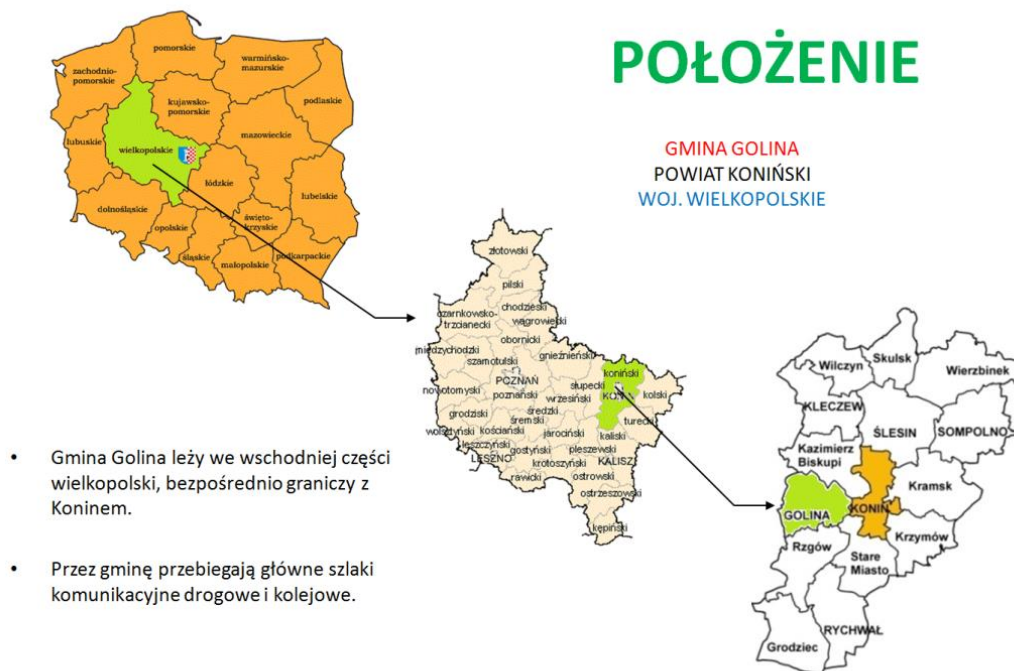 POŁOŻENIE
GMINA GOLINA
POWIAT KONIŃSKI
WOJ. WIELKOPOLSKIE
pomorskie
zachodnio-
pomorskie
warmińsko-
mazurskie
kujawsko-
pomorskie
podlaskie
lubuskie
wielkopolskie
mazowieckie
łódzkie
dolnośląskie
lubelskie
opolskie
święto-
krzyskie
śląskie
małopolskie
podkarpackie
złotowski
pilski
chodzieski
czarnkowsko-
trzcianecki
wągrowiecki
obornicki
międzychodzki
gnieźnieński
szamotulski
koniński
POZNAŃ
słupecki
nowotomyski
poznański
wrzesiński
kolski
grodziski
średzki
śremski
turecki
wolsztyński
kościański
jarociński
kaliski
leszczyński
gostyński
pleszewski
LESZNO
krotoszyński
KALISZ
rawicki
ostrowski
ostrzeszowski
kępiński
Wilczyn
Skulsk
Wierzbinek
KLECZEW
ŚLESIN
SOMPOLNO
Kazimierz
Biskupi
Kramsk
GOLINA
KONIN
Krzymów
Rzgów
Stare
Miasto
RYCHWAŁ
Grodziec
• Gmina Golina leży we wschodniej części
wielkopolski, bezpośrednio graniczy z
Koninem.
• Przez gminę przebiegają główne szlaki
komunikacyjne drogowe i kolejowe.